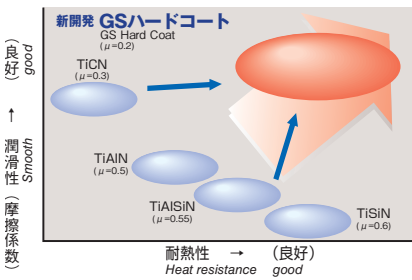 新開発 GSハードコート
GS Hard Coat
(μ=0.2)
TiCN
(μ=0.3)
TiAlN
(μ=0.5)
TiAlSiN
(μ=0.55)
TiSiN
(μ=0.6)
(良好)
good
↑
潤滑性
Smooth
(摩擦係数)
耐熱性 → (良好)
Heat resistance good